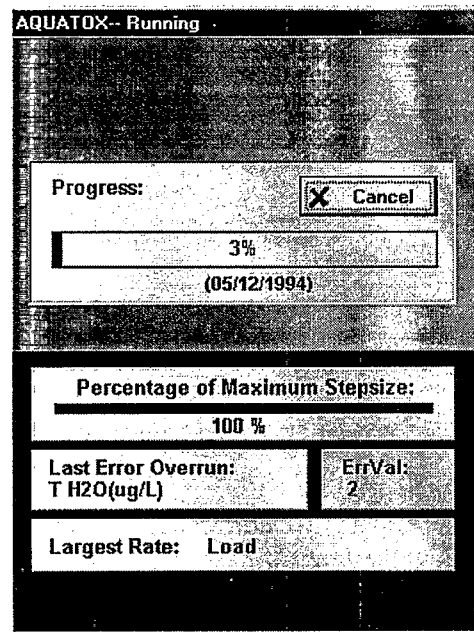 AQUATOX-- Running
Progress:
Cancel
3%
(05/12/1994)
Percentage of Maximum Stepsize:
100 %
Last Error Overrun:
T H2O(ug/L)
ErrVal:
2
Largest Rate: Load